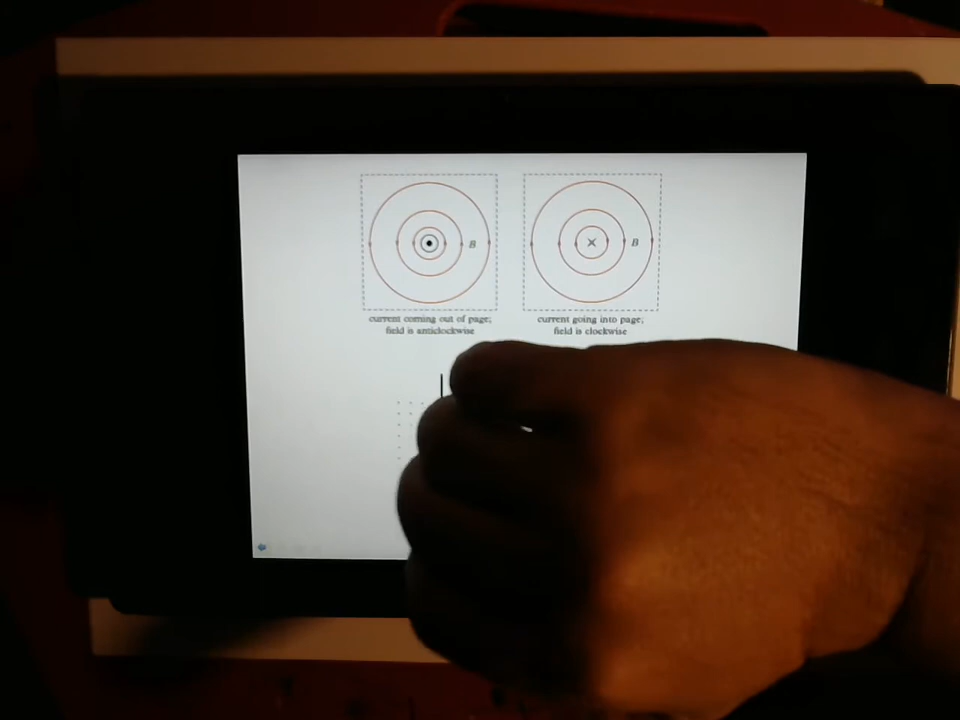 B
B
current coming out of page;
field is anticlockwise
current going into page;
field is clockwise